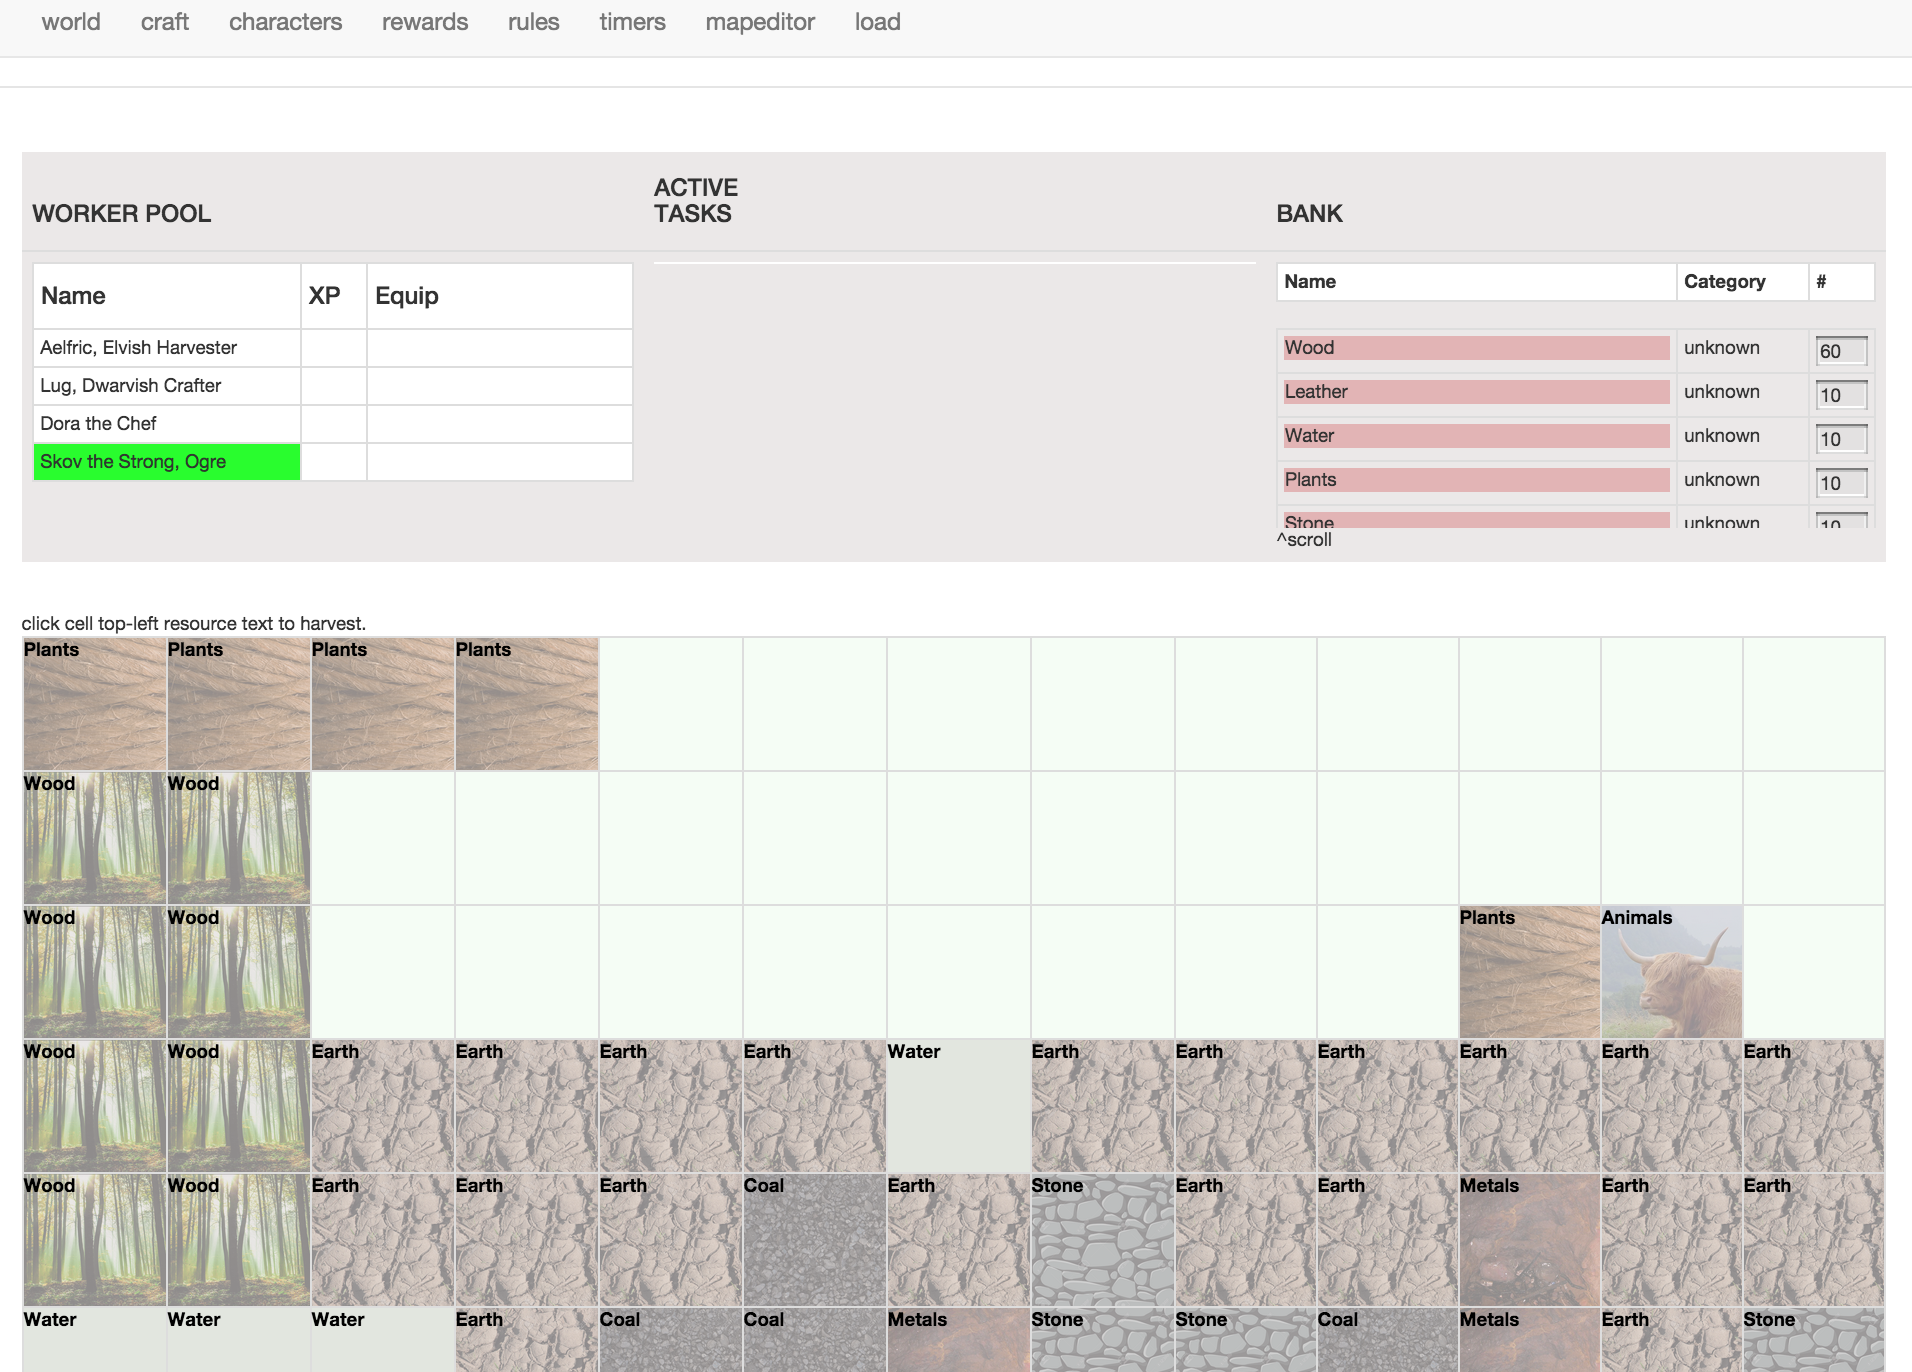 world craft characters rewards rules timers mapeditor load
WORKER POOL
ACTIVE
TASKS
BANK
Name XP Equip
Aelfric, Elvish Harvester
Lug, Dwarvish Crafter
Dora the Chef
Skov the Strong, Ogre
Name Category #
Wood unknown 60
Leather unknown 10
Water unknown 10
Plants unknown 10
Stone unknown 10
^scroll
click cell top-left resource text to harvest.
Plants Plants Plants Plants
Wood Wood
Wood Wood Plants Animals
Wood Wood Earth Earth Earth Earth Water Earth Earth Earth Earth Earth Earth
Wood Wood Earth Earth Earth Coal Earth Stone Earth Earth Metals Earth Earth
Water Water Water Earth Coal Coal Metals Stone Stone Coal Metals Earth Stone